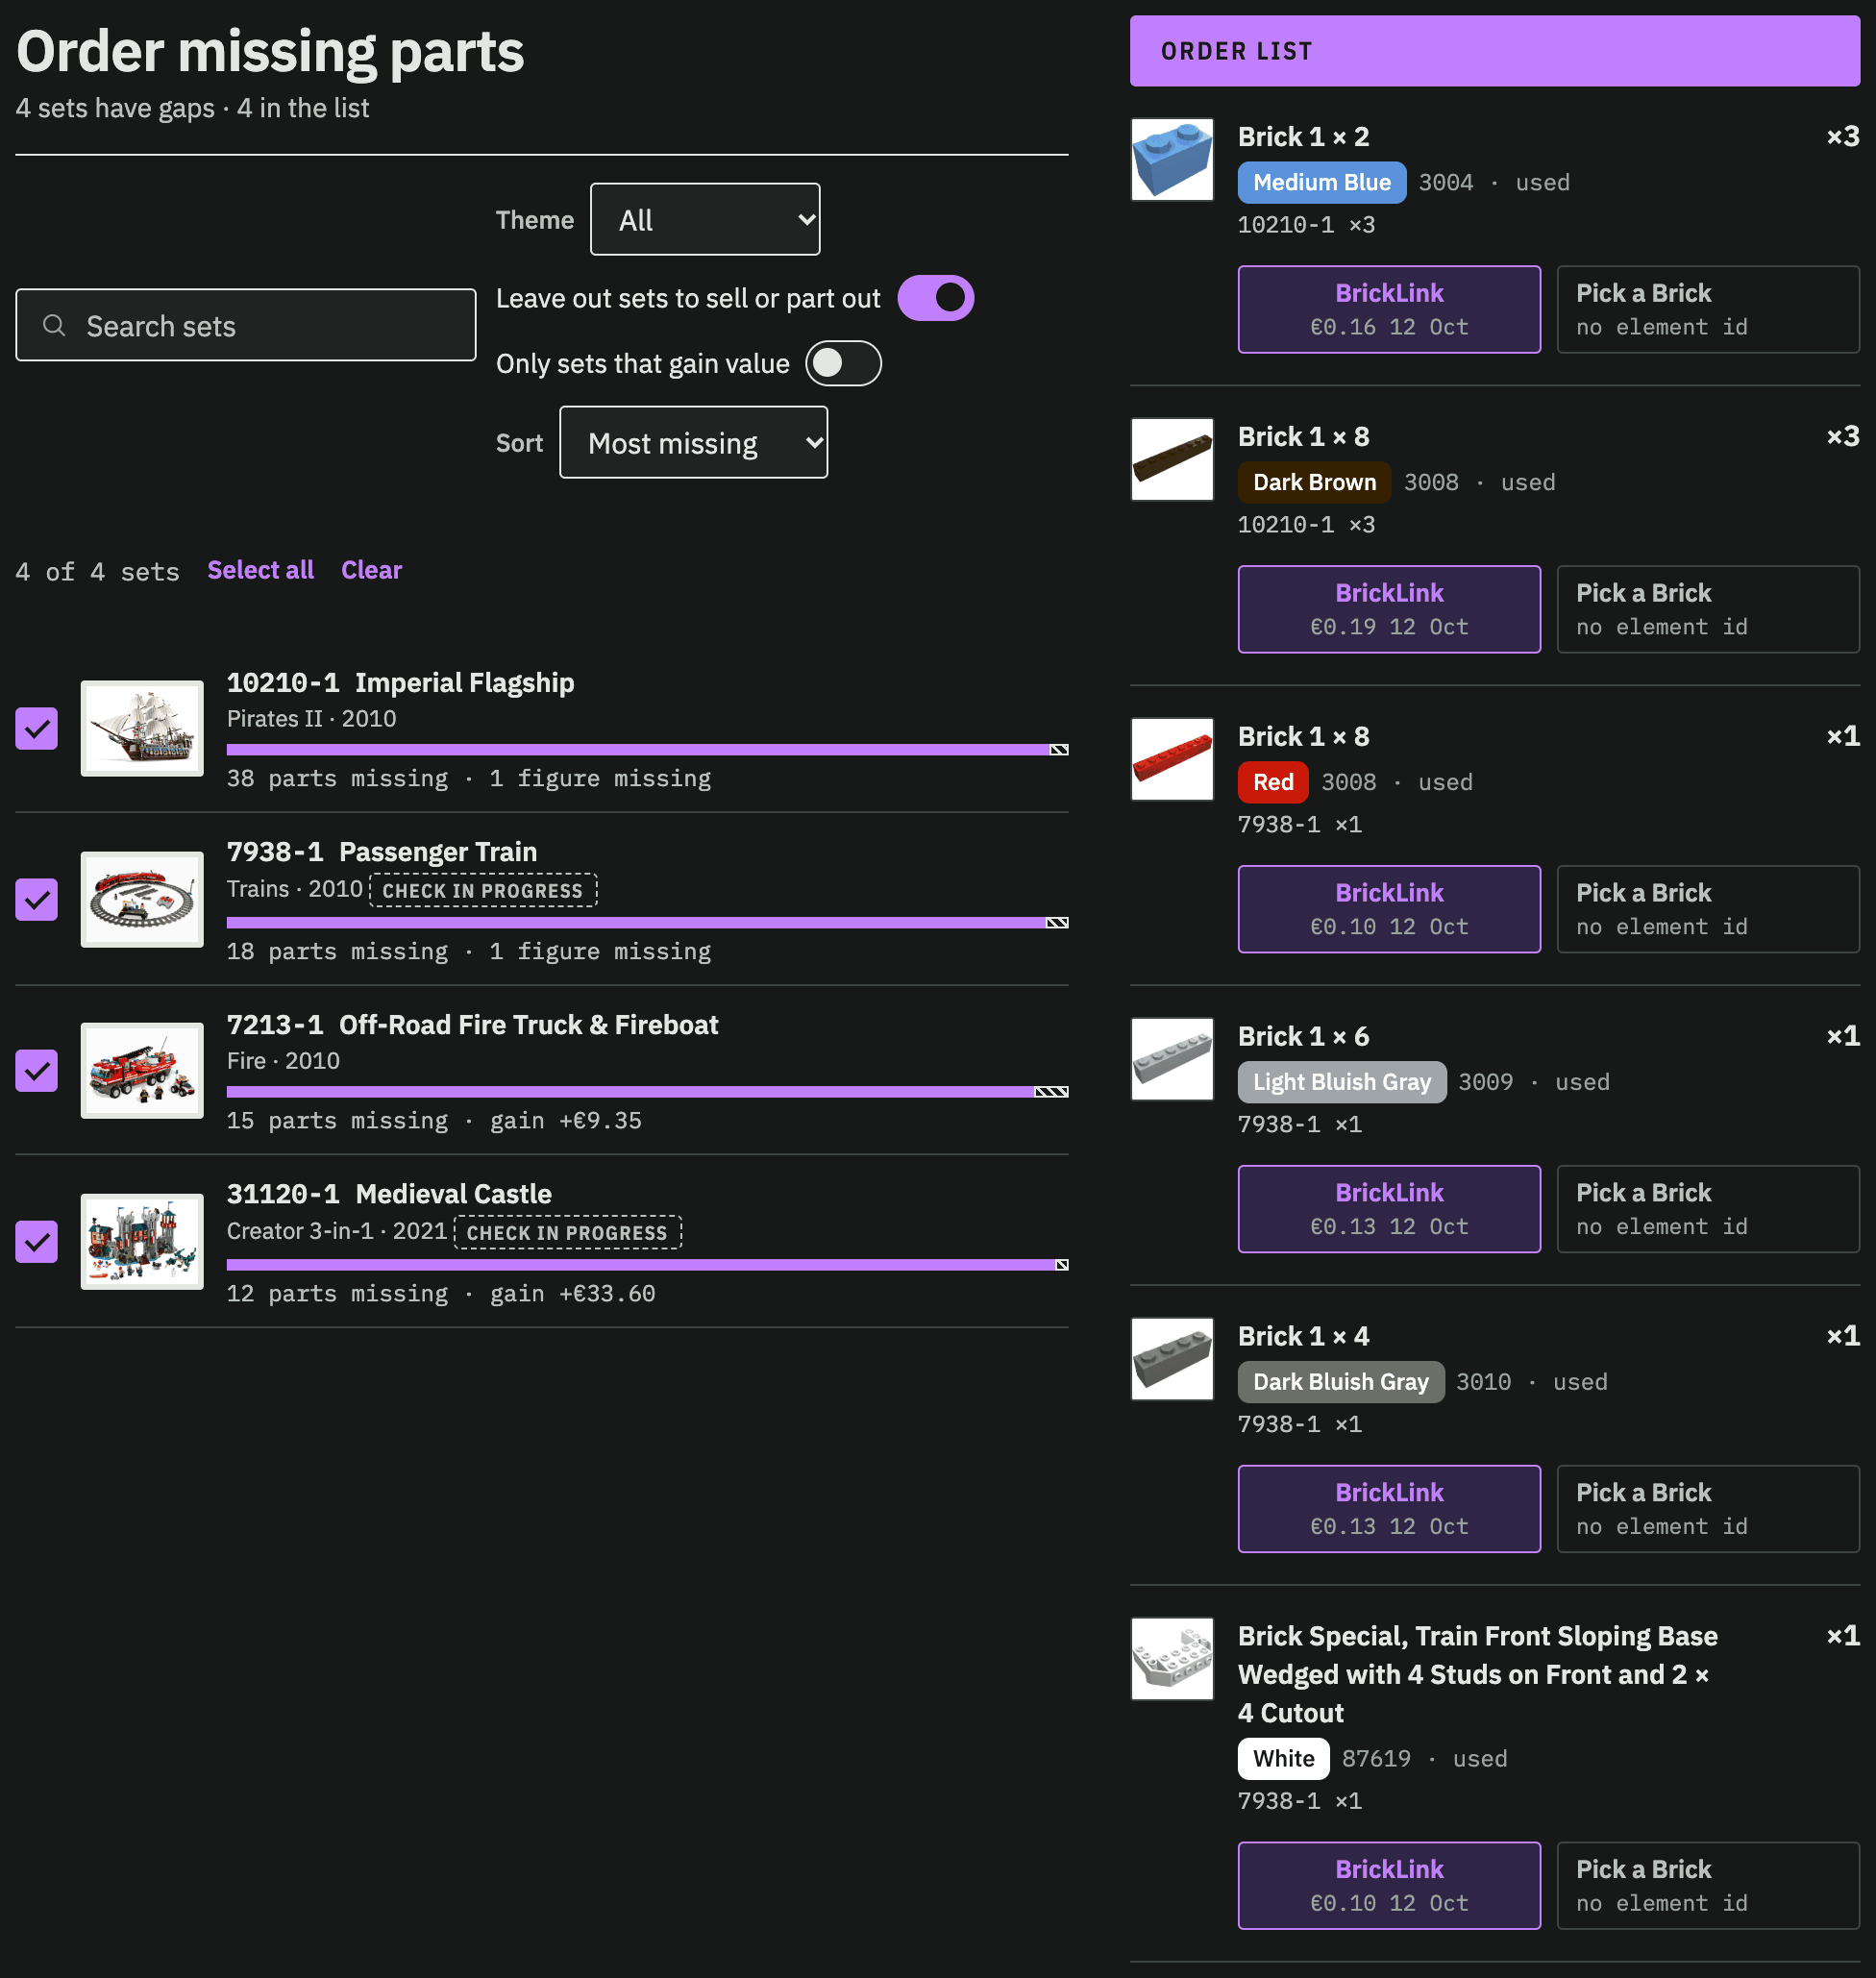 Order missing parts
4 sets have gaps · 4 in the list
Theme All
Search sets
Leave out sets to sell or part out
Only sets that gain value
Sort Most missing
4 of 4 sets Select all Clear
10210-1 Imperial Flagship
Pirates II · 2010
38 parts missing · 1 figure missing
7938-1 Passenger Train
Trains · 2010 CHECK IN PROGRESS
18 parts missing · 1 figure missing
7213-1 Off-Road Fire Truck & Fireboat
Fire · 2010
15 parts missing · gain +€9.35
31120-1 Medieval Castle
Creator 3-in-1 · 2021 CHECK IN PROGRESS
12 parts missing · gain +€33.60
ORDER LIST
Brick 1 × 2 ×3
Medium Blue 3004 · used
10210-1 ×3
BrickLink Pick a Brick
€0.16 12 Oct no element id
Brick 1 × 8 ×3
Dark Brown 3008 · used
10210-1 ×3
BrickLink Pick a Brick
€0.19 12 Oct no element id
Brick 1 × 8 ×1
Red 3008 · used
7938-1 ×1
BrickLink Pick a Brick
€0.10 12 Oct no element id
Brick 1 × 6 ×1
Light Bluish Gray 3009 · used
7938-1 ×1
BrickLink Pick a Brick
€0.13 12 Oct no element id
Brick 1 × 4 ×1
Dark Bluish Gray 3010 · used
7938-1 ×1
BrickLink Pick a Brick
€0.13 12 Oct no element id
Brick Special, Train Front Sloping Base ×1
Wedged with 4 Studs on Front and 2 ×
4 Cutout
White 87619 · used
7938-1 ×1
BrickLink Pick a Brick
€0.10 12 Oct no element id